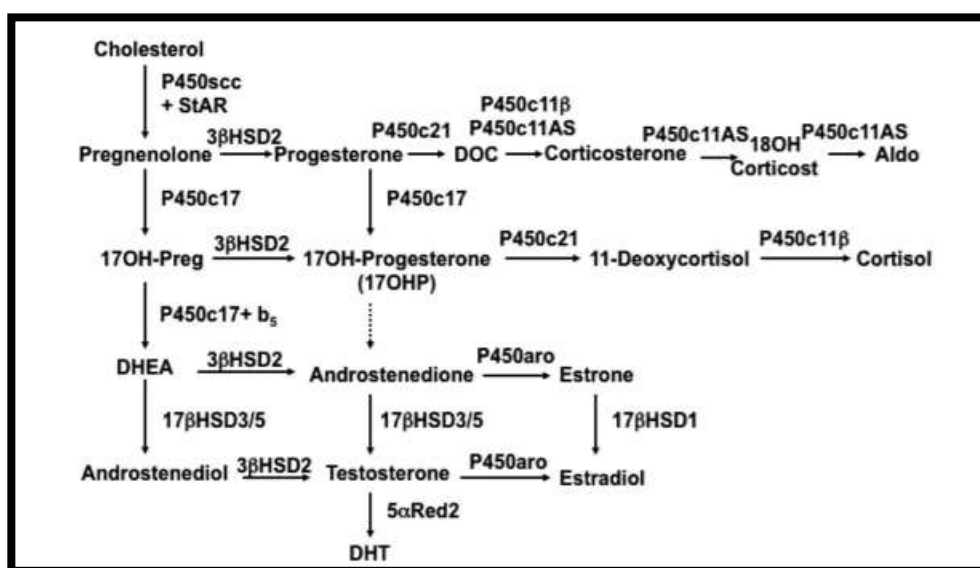 Cholesterol
P450scc
+ StAR
P450c11β
3βHSD2 P450c21 P450c11AS P450c11AS 18OH P450c11AS
Pregnenolone Progesterone DOC Corticosterone Corticost Aldo
P450c17 P450c17
3βHSD2 P450c21 P450c11β
17OH-Preg 17OH-Progesterone 11-Deoxycortisol Cortisol
(17OHP)
P450c17+ b₅
3βHSD2 P450aro
DHEA Androstenedione Estrone
17βHSD3/5 17βHSD3/5 17βHSD1
3βHSD2 P450aro
Androstenediol Testosterone Estradiol
5αRed2
DHT